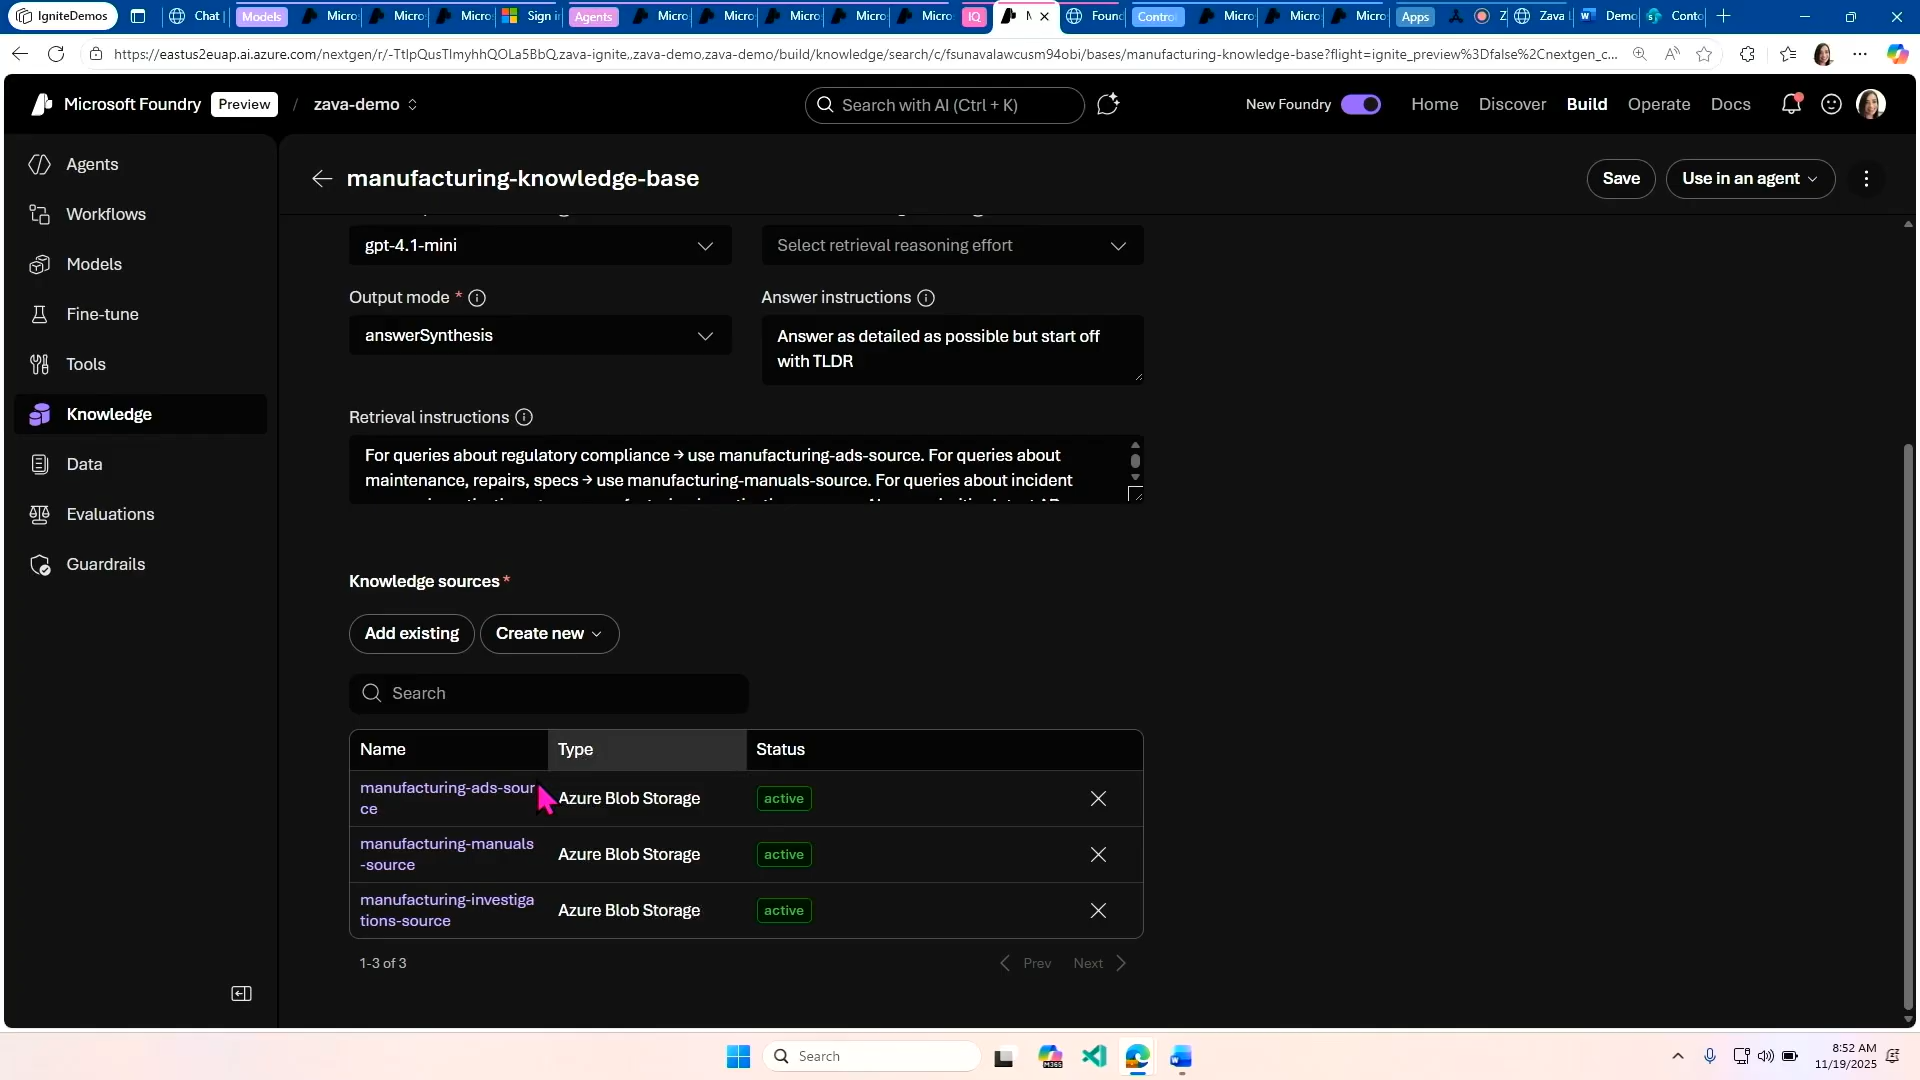 IgniteDemos
Chat
Models
Micro
Micro
Micro
Sign i
Agents
Micro
Micro
Micro
Micro
Micro
IQ
Found
Control
Micro
Micro
Micro
Apps
Zava
Demo
Conto
https://eastus2euap.ai.azure.com/nextgen/r/-TtIpQusTImyhhQOLa5BbQ,zava-ignite,,zava-demo,zava-demo/build/knowledge/search/c/fsunavalawcusm94obi/bases/manufacturing-knowledge-base?flight=ignite_preview%3Dfalse%2Cnextgen_c...
Microsoft Foundry
Preview
/
zava-demo
Search with AI (Ctrl + K)
New Foundry
Home
Discover
Build
Operate
Docs
Agents
Workflows
Models
Fine-tune
Tools
Knowledge
Data
Evaluations
Guardrails
manufacturing-knowledge-base
Save
Use in an agent
gpt-4.1-mini
Select retrieval reasoning effort
Output mode *
Answer instructions
answerSynthesis
Answer as detailed as possible but start off
with TLDR
Retrieval instructions
For queries about regulatory compliance → use manufacturing-ads-source. For queries about
maintenance, repairs, specs → use manufacturing-manuals-source. For queries about incident
Knowledge sources *
Add existing
Create new
Search
Name
Type
Status
manufacturing-ads-sour
ce
Azure Blob Storage
active
manufacturing-manuals
-source
Azure Blob Storage
active
manufacturing-investiga
tions-source
Azure Blob Storage
active
1-3 of 3
Prev
Next
Search
M365
8:52 AM
11/19/2025